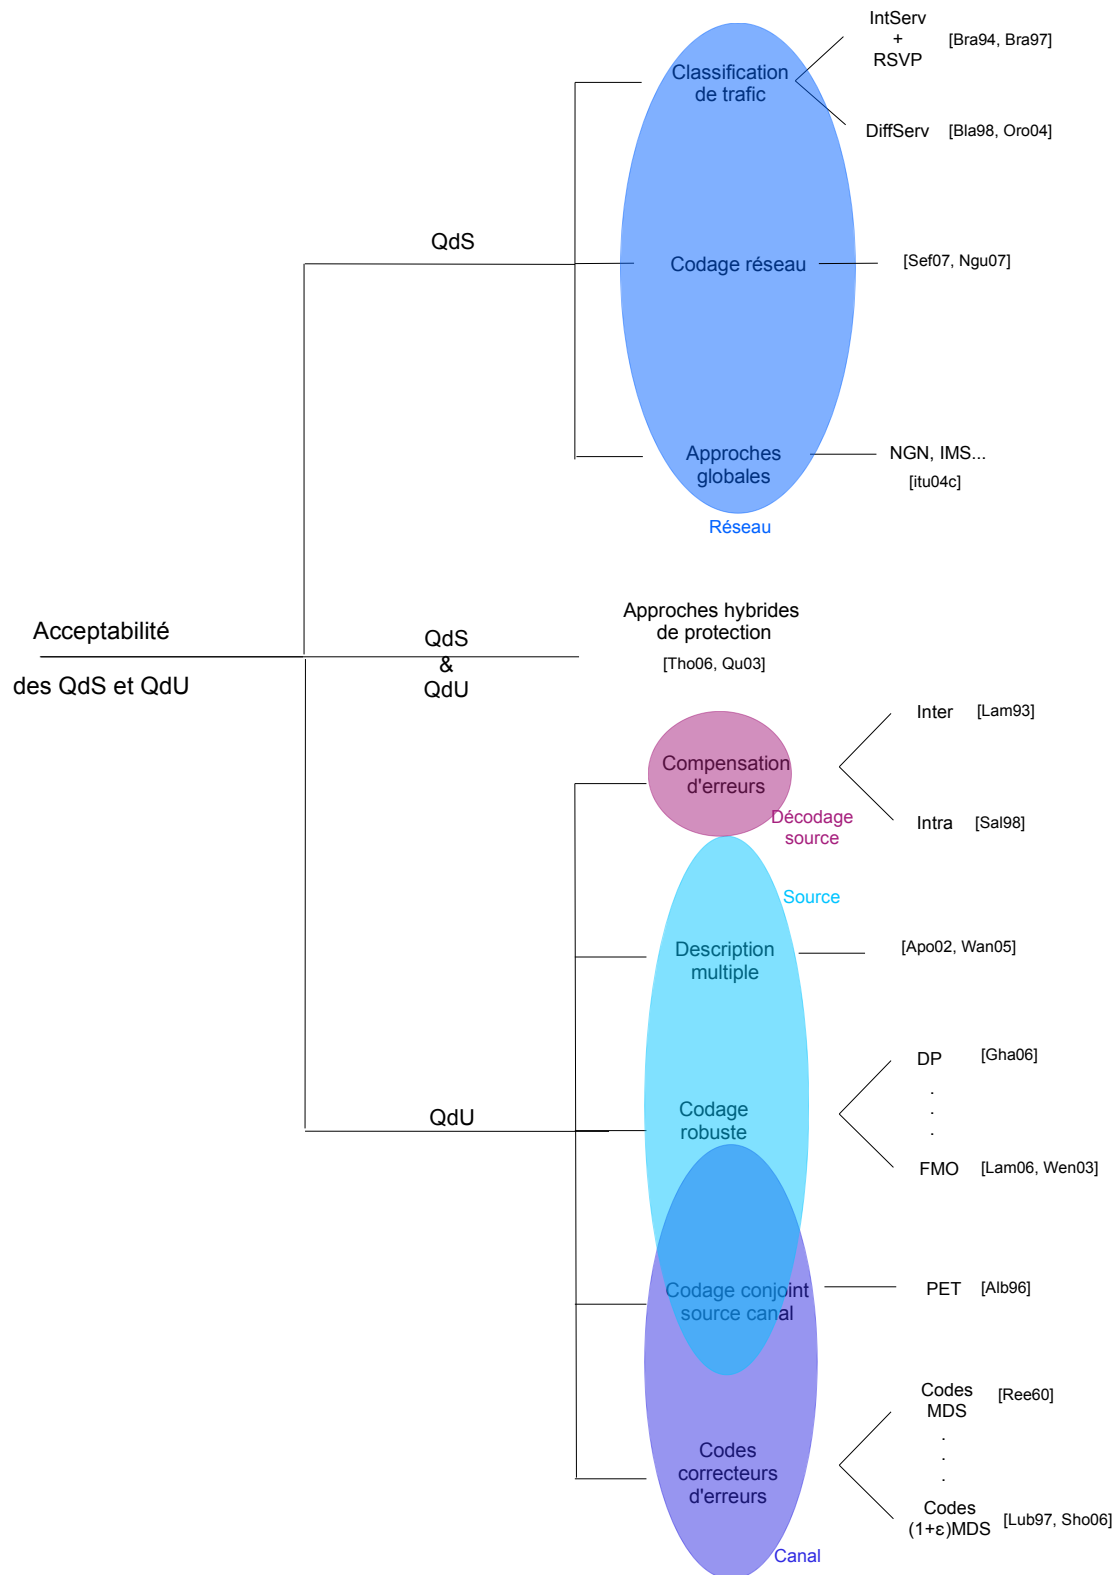 IntServ
+
RSVP
[Bra94, Bra97]
Classification
de trafic
DiffServ
[Bla98, Oro04]
QdS
Codage réseau
[Sef07, Ngu07]
Approches
globales
NGN, IMS...
[itu04c]
Réseau
Acceptabilité
des QdS et QdU
QdS
&
QdU
Approches hybrides
de protection
[Tho06, Qu03]
Compensation
d'erreurs
Inter
[Lam93]
Intra
[Sal98]
Décodage
source
Source
Description
multiple
[Apo02, Wan05]
QdU
Codage
robuste
DP
[Gha06]
.
.
.
FMO
[Lam06, Wen03]
Codage conjoint
source canal
PET
[Alb96]
Codes
correcteurs
d'erreurs
Codes
MDS
[Ree60]
.
.
.
Codes
(1+ε)MDS
[Lub97, Sho06]
Canal